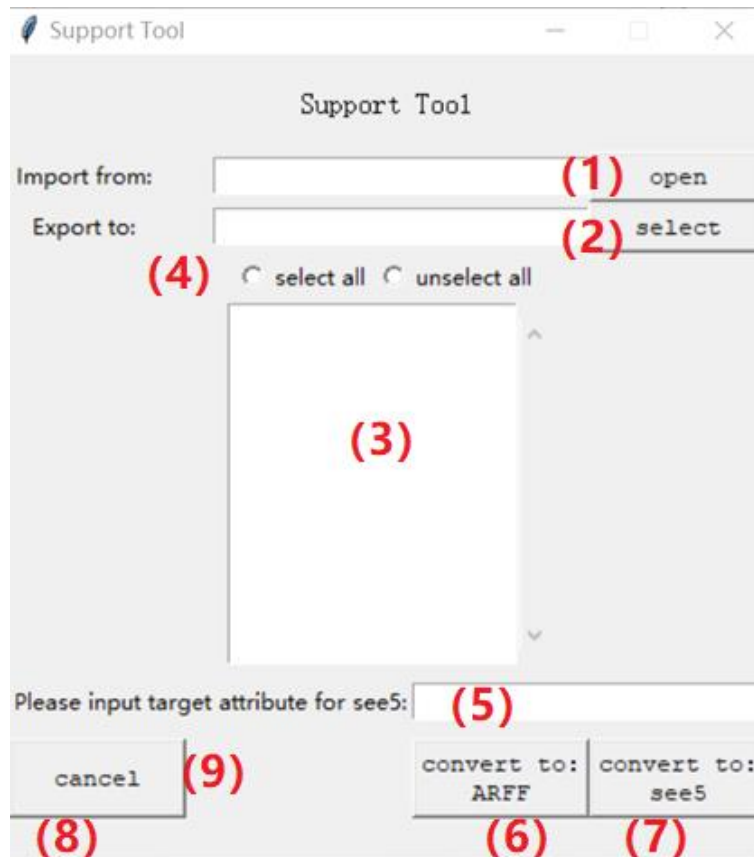 Support Tool
Support Tool
Import from: (1) open
Export to: (2) select
(4) select all unselect all
(3)
Please input target attribute for see5: (5)
cancel (9) convert to: ARFF convert to: see5
(8) (6) (7)